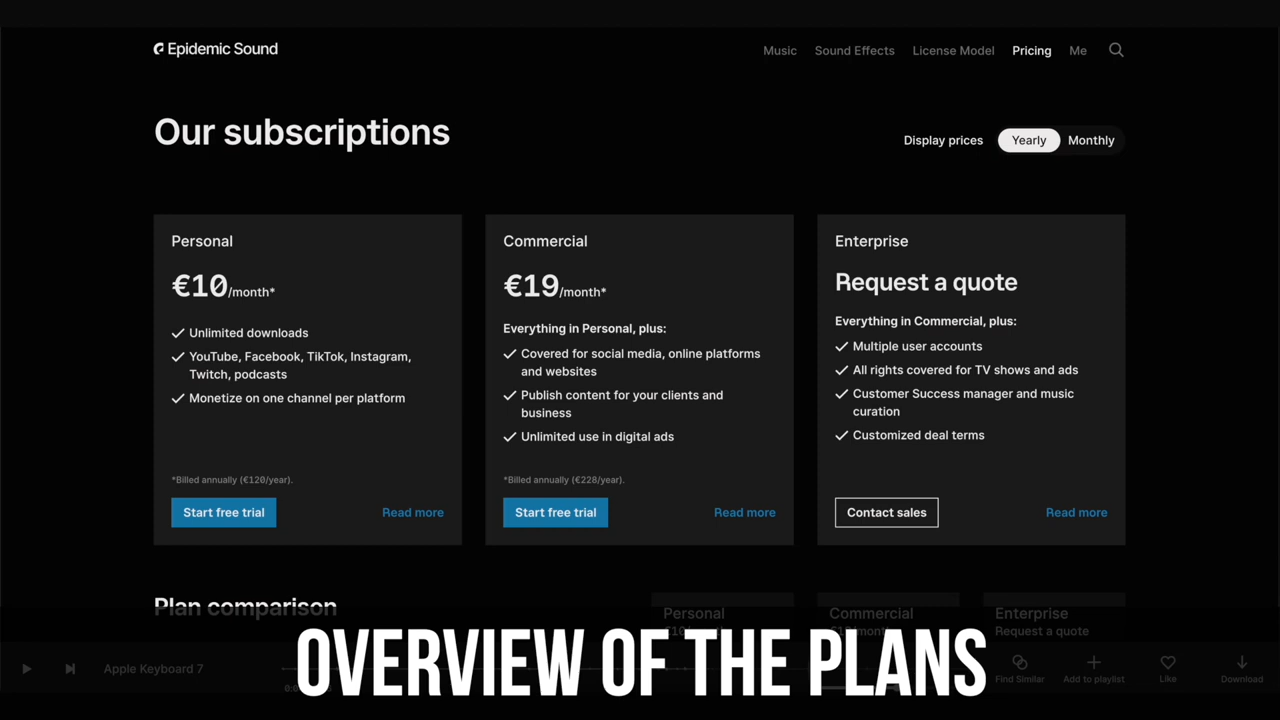 Epidemic Sound
Music Sound Effects License Model Pricing Me
Our subscriptions
Display prices Yearly Monthly
Personal
€10/month*
Unlimited downloads
YouTube, Facebook, TikTok, Instagram,
Twitch, podcasts
Monetize on one channel per platform
*Billed annually (€120/year).
Start free trial Read more
Commercial
€19/month*
Everything in Personal, plus:
Covered for social media, online platforms
and websites
Publish content for your clients and
business
Unlimited use in digital ads
*Billed annually (€228/year).
Start free trial Read more
Enterprise
Request a quote
Everything in Commercial, plus:
Multiple user accounts
All rights covered for TV shows and ads
Customer Success manager and music
curation
Customized deal terms
Contact sales Read more
Plan comparison
Personal Commercial Enterprise
Request a quote
OVERVIEW OF THE PLANS
Apple Keyboard 7
Find Similar Add to playlist Like Download